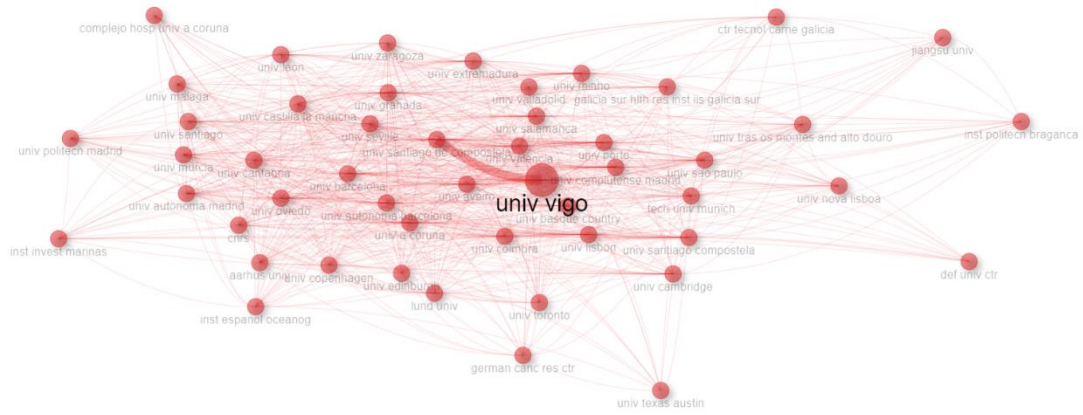 complejo hosp univ a coruna
ctr tecnol carne galicia
jiangsu univ
univ zaragoza
univ leon
univ extremadura
univ minho
univ malaga
univ valladolid
galicia sur hlth res inst iis galicia sur
univ granada
univ castilla la mancha
univ salamanca
univ santiago
univ seville
univ tras os montes and alto douro
inst politecn braganca
univ politecn madrid
univ santiago de compostela
univ valencia
univ porto
univ murcia
univ cantabria
univ barcelona
univ complutense madrid
univ sao paulo
univ aveiro
univ autonoma madrid
univ oviedo
univ nova lisboa
univ vigo
tech univ munich
univ autonoma barcelona
univ basque country
cnrs
univ a coruna
univ coimbra
univ lisbon
univ santiago compostela
inst invest marinas
aarhus univ
univ copenhagen
univ edinburgh
univ cambridge
def univ ctr
lund univ
inst espanol oceanog
univ toronto
german canc res ctr
univ texas austin